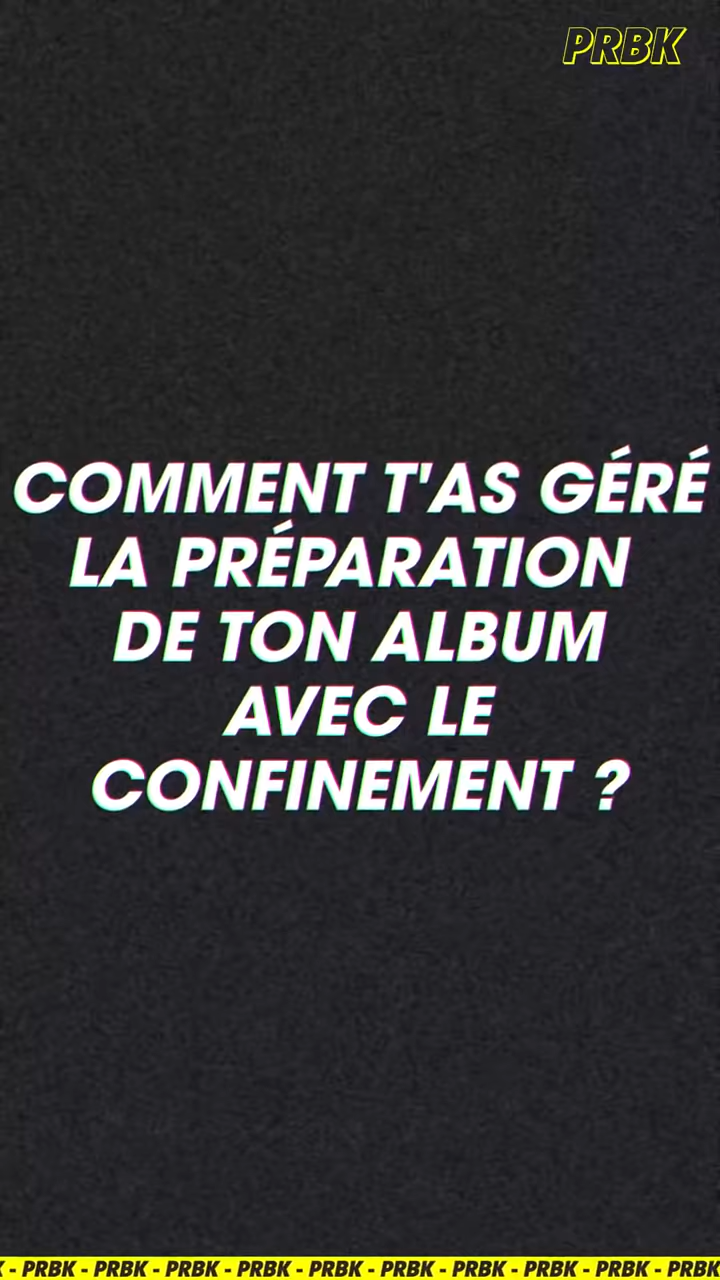 PRBK
COMMENT T'AS GÉRÉ
LA PRÉPARATION
DE TON ALBUM
AVEC LE
CONFINEMENT ?
- PRBK - PRBK - PRBK - PRBK - PRBK - PRBK - PRBK - PRBK - PRBK - PRBK